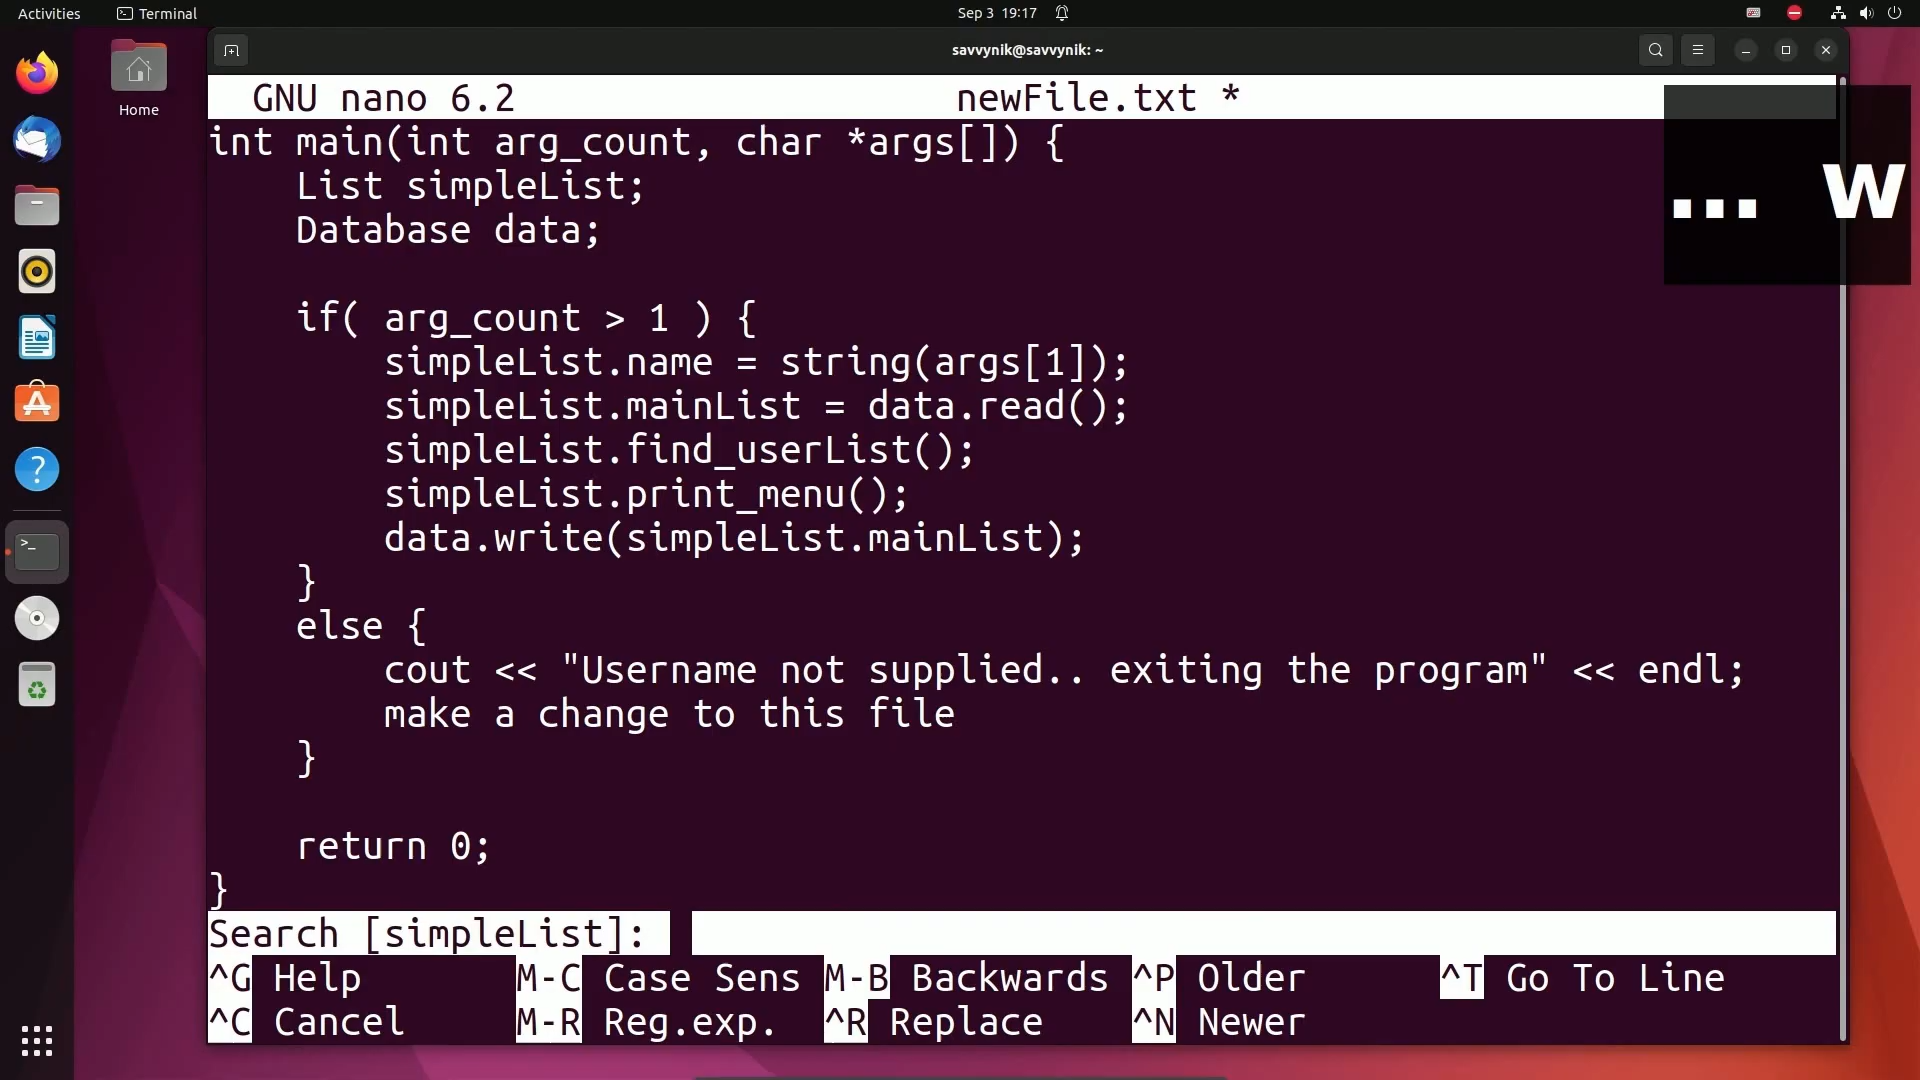 Activities Terminal Sep 3 19:17
savvynik@savvynik: ~
Home
GNU nano 6.2 newFile.txt *
... w
int main(int arg_count, char *args[]) {
    List simpleList;
    Database data;

    if( arg_count > 1 ) {
        simpleList.name = string(args[1]);
        simpleList.mainList = data.read();
        simpleList.find_userList();
        simpleList.print_menu();
        data.write(simpleList.mainList);
    }
    else {
        cout << "Username not supplied.. exiting the program" << endl;
        make a change to this file
    }

    return 0;
}
Search [simpleList]:
^G Help M-C Case Sens M-B Backwards ^P Older ^T Go To Line
^C Cancel M-R Reg.exp. ^R Replace ^N Newer